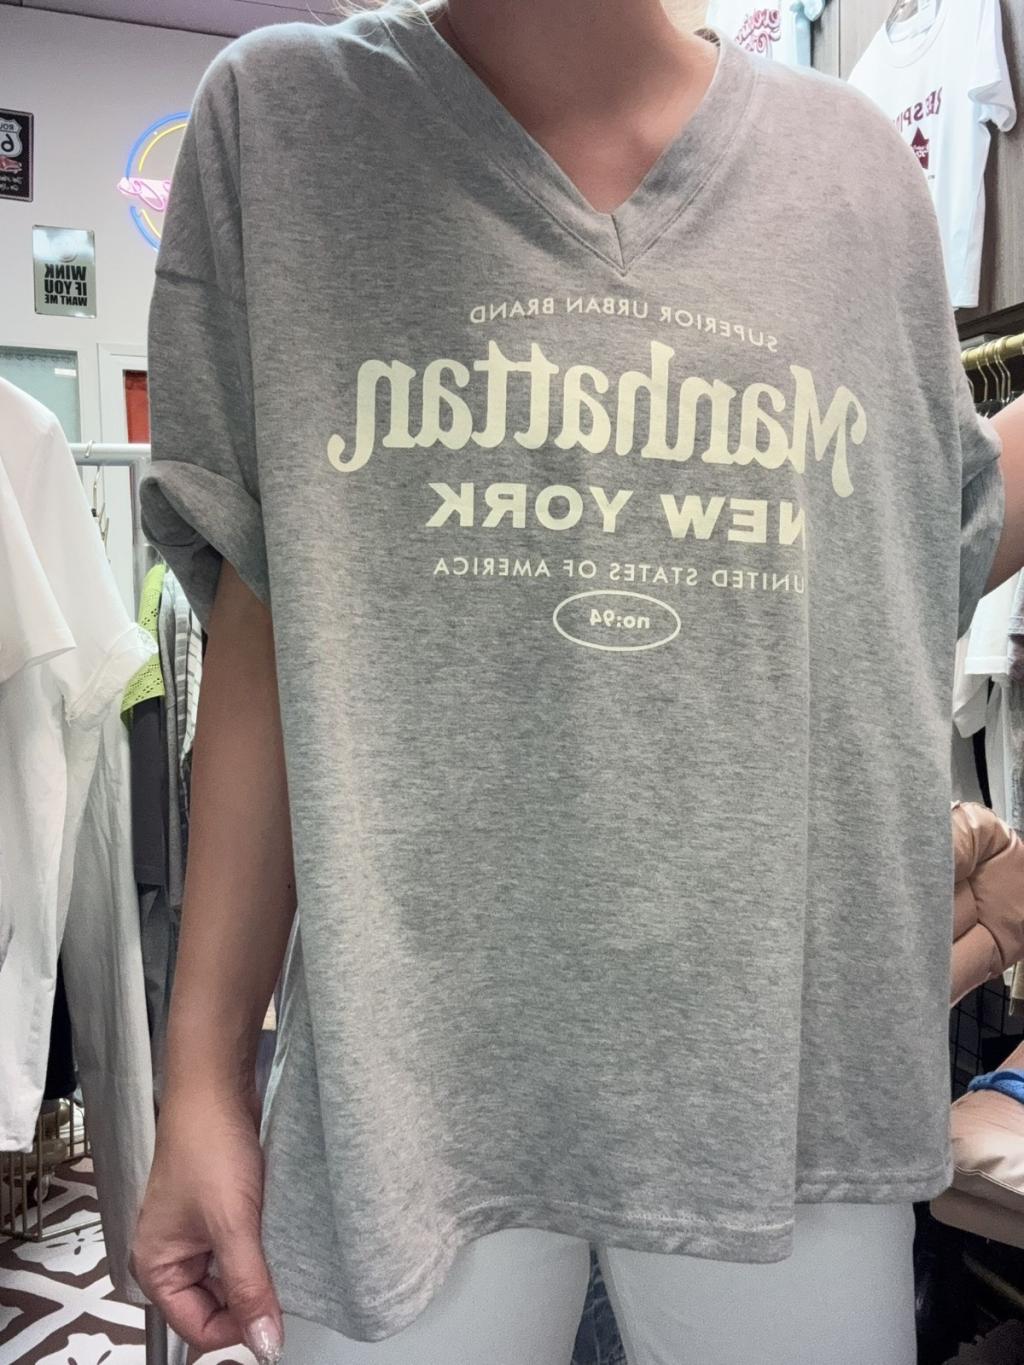 SUPERIOR URBAN BRAND
Manhattan
NEW YORK
UNITED STATES OF AMERICA
no:94
WINK
IF YOU
WANT ME